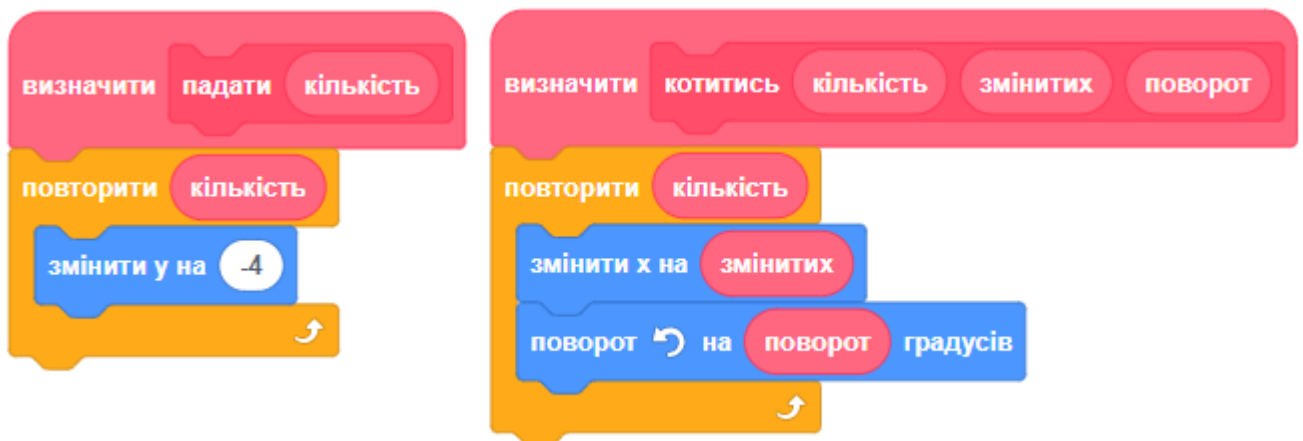 визначити падати кількість
повторити кількість
змінити y на -4
визначити котитись кількість змінитих поворот
повторити кількість
змінити x на змінитих
поворот на поворот градусів